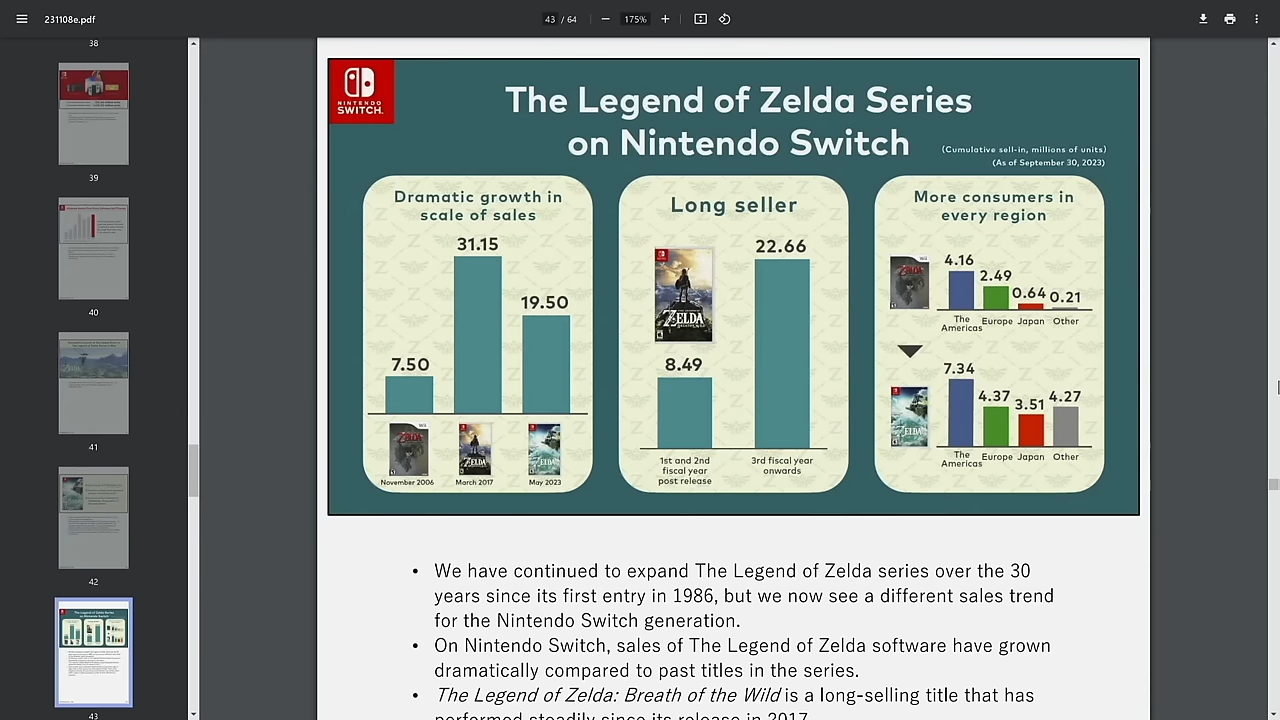 231108e.pdf
43 / 64
175%
38
39
40
41
42
43
NINTENDO
SWITCH.
The Legend of Zelda Series
on Nintendo Switch
(Cumulative sell-in, millions of units)
(As of September 30, 2023)
Dramatic growth in
scale of sales
31.15
19.50
7.50
November 2006
March 2017
May 2023
Long seller
22.66
8.49
1st and 2nd
fiscal year
post release
3rd fiscal year
onwards
More consumers in
every region
4.16
2.49
0.64
0.21
The
Americas
Europe
Japan
Other
7.34
4.37
3.51
4.27
The
Americas
Europe
Japan
Other
• We have continued to expand The Legend of Zelda series over the 30
years since its first entry in 1986, but we now see a different sales trend
for the Nintendo Switch generation.
• On Nintendo Switch, sales of The Legend of Zelda software have grown
dramatically compared to past titles in the series.
• The Legend of Zelda: Breath of the Wild is a long-selling title that has
performed steadily since its release in 2017.